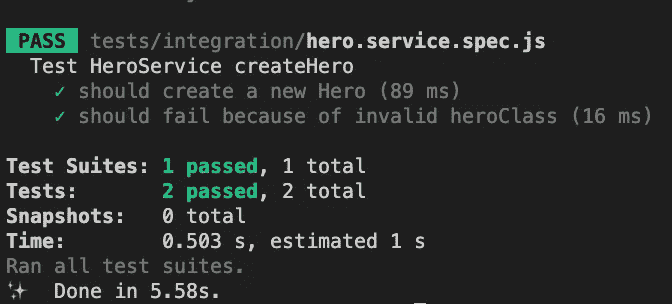 PASS tests/integration/hero.service.spec.js
Test HeroService createHero
✓ should create a new Hero (89 ms)
✓ should fail because of invalid heroClass (16 ms)
Test Suites: 1 passed, 1 total
Tests: 2 passed, 2 total
Snapshots: 0 total
Time: 0.503 s, estimated 1 s
Ran all test suites.
✨ Done in 5.58s.